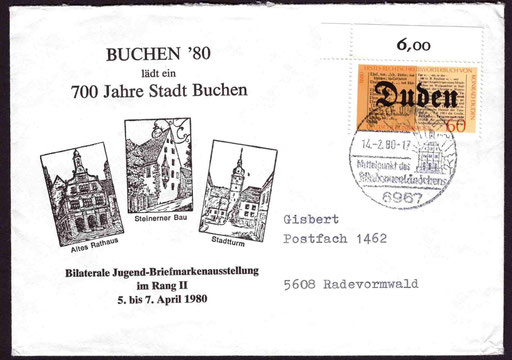 BUCHEN '80
lädt ein
700 Jahre Stadt Buchen
Altes Rathaus
Steinerner Bau
Stadtturm
Bilaterale Jugend-Briefmarkenausstellung
im Rang II
5. bis 7. April 1980
6,00
Duden
60
14.-2.80-17
Mittelpunkt des
Madonnenländchens
6967
Gisbert
Postfach 1462
5608 Radevormwald